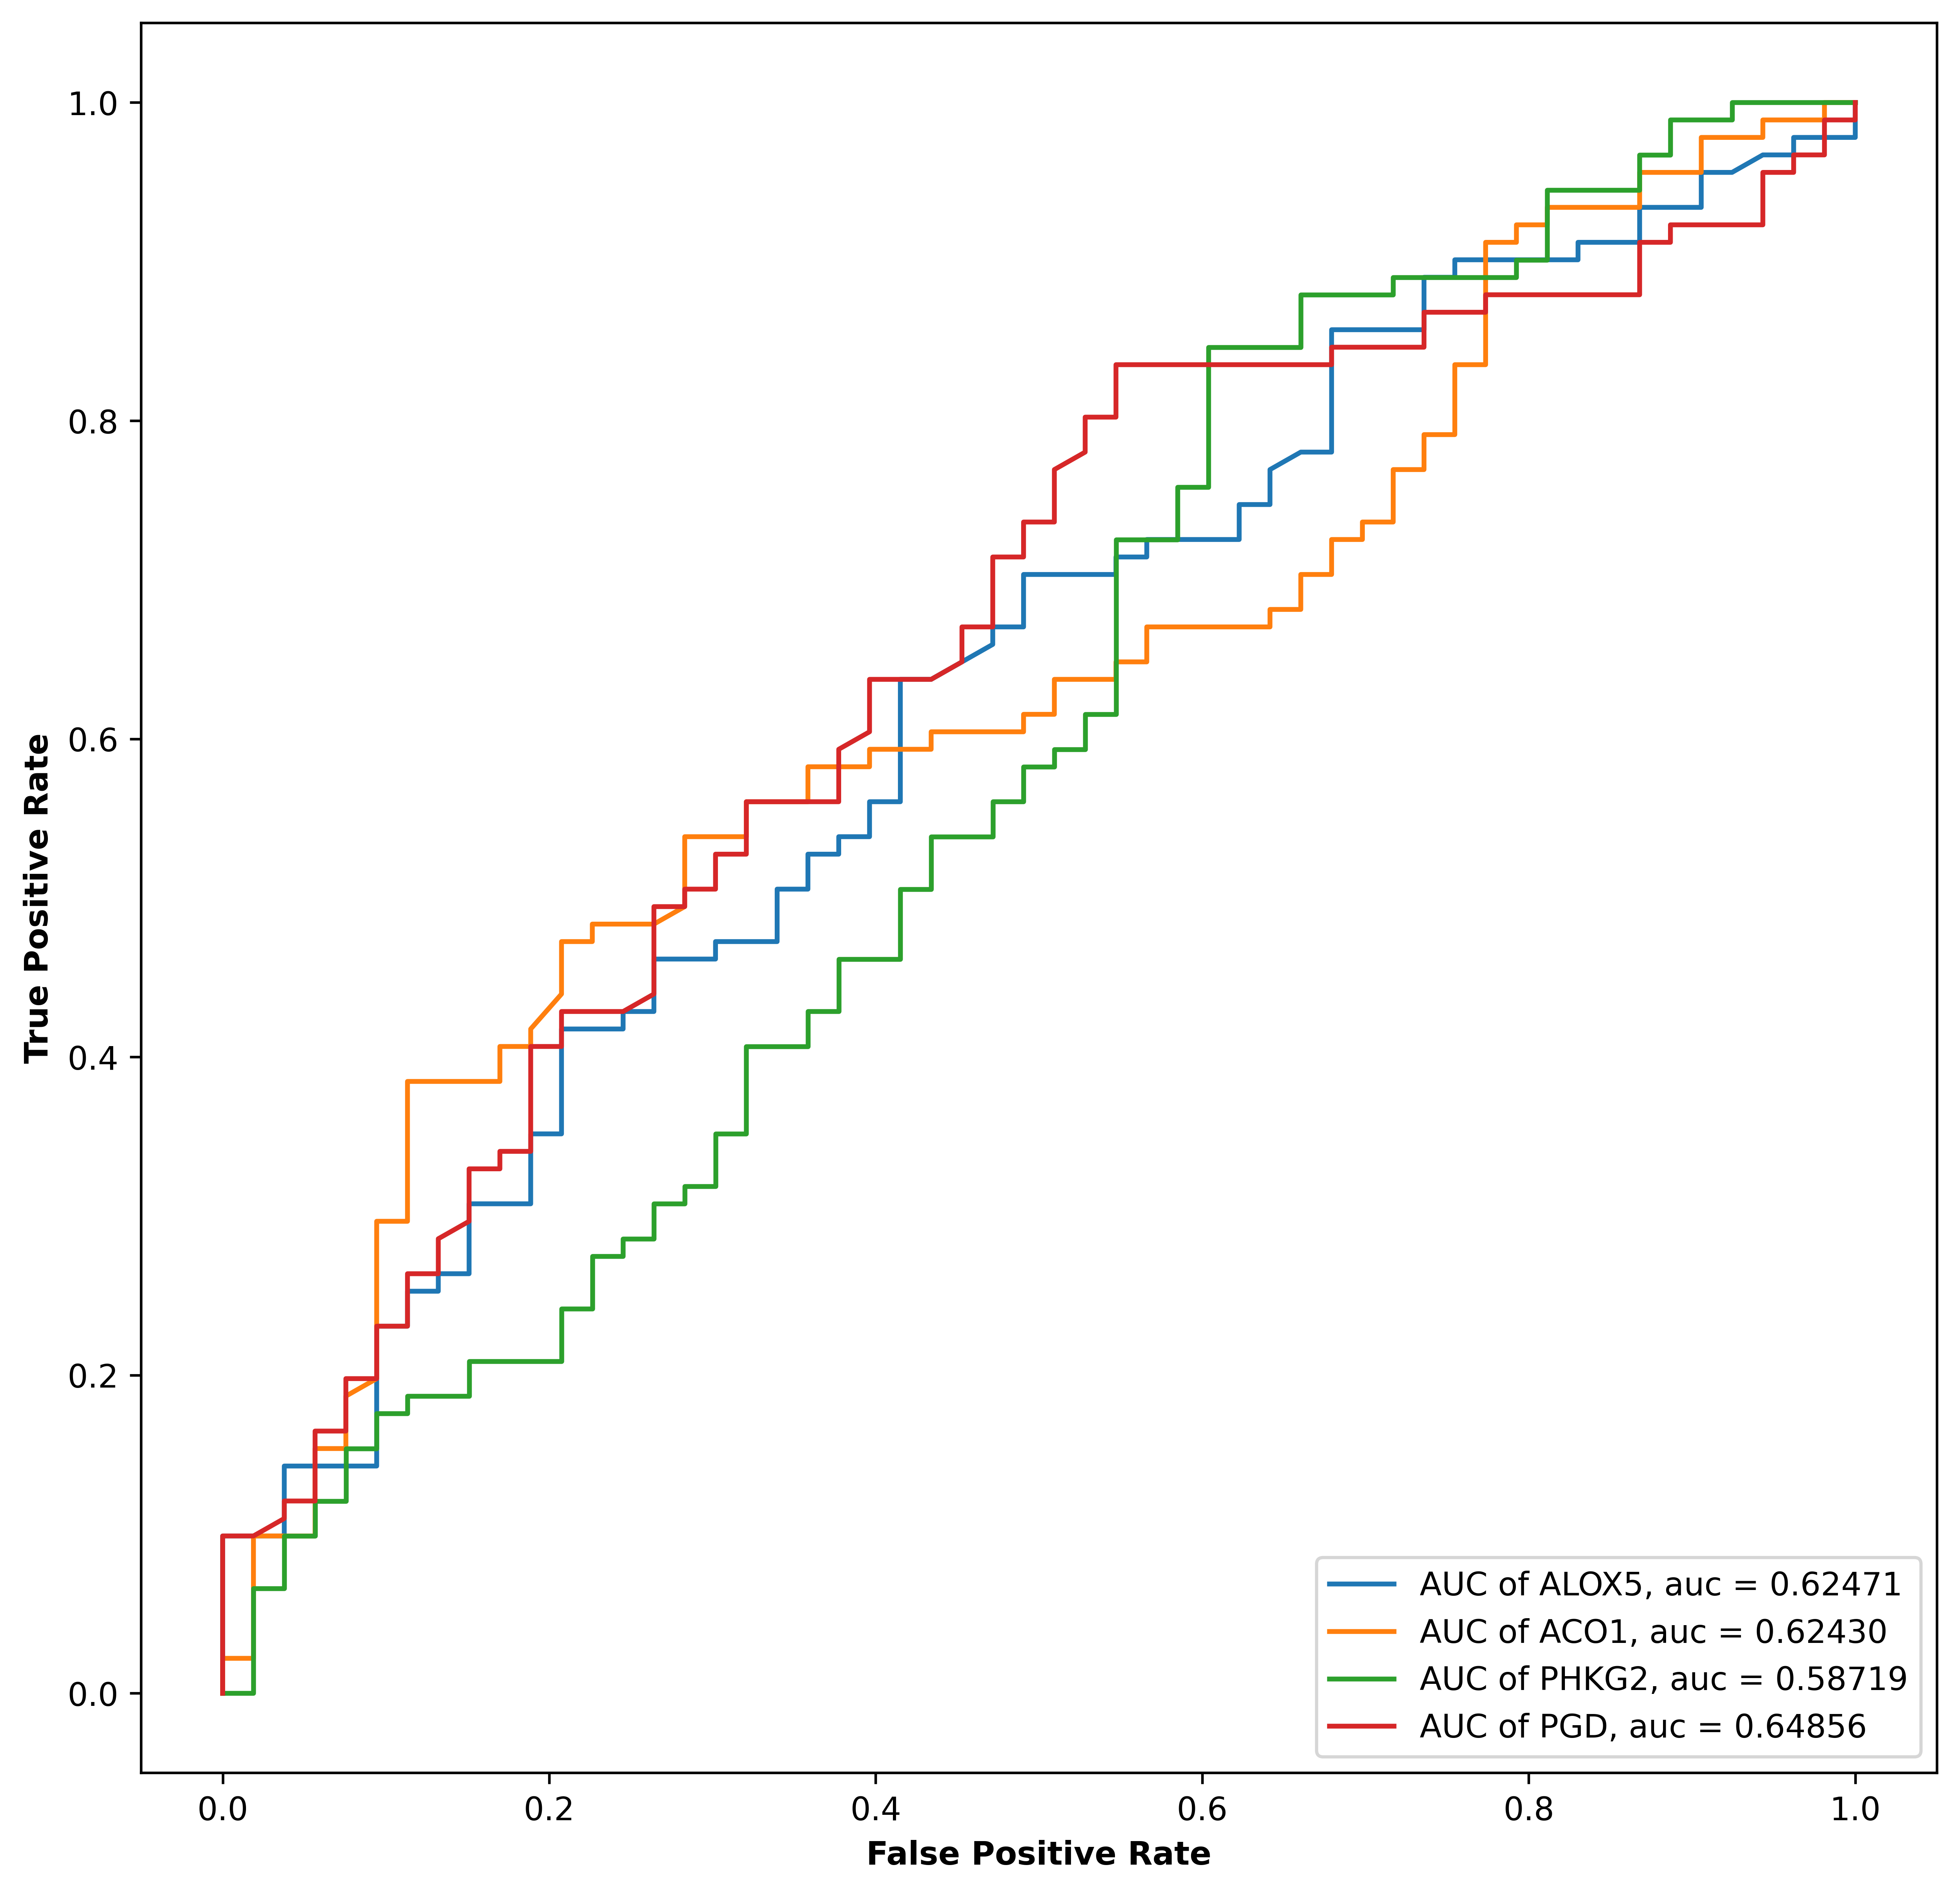 1.0
0.8
0.6
0.4
0.2
0.0
True Positive Rate
AUC of ALOX5, auc = 0.62471
AUC of ACO1, auc = 0.62430
AUC of PHKG2, auc = 0.58719
AUC of PGD, auc = 0.64856
0.0 0.2 0.4 0.6 0.8 1.0
False Positive Rate